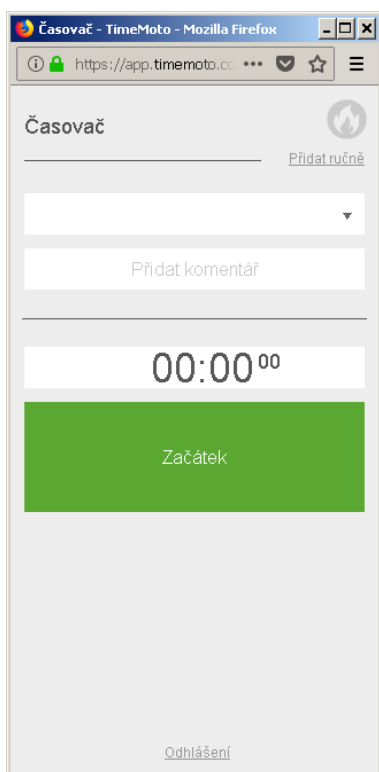 Časovač - TimeMoto - Mozilla Firefox
https://app.timemoto.co
Časovač
Přidat ručně
Přidat komentář
00:00 00
Začátek
Odhlášení